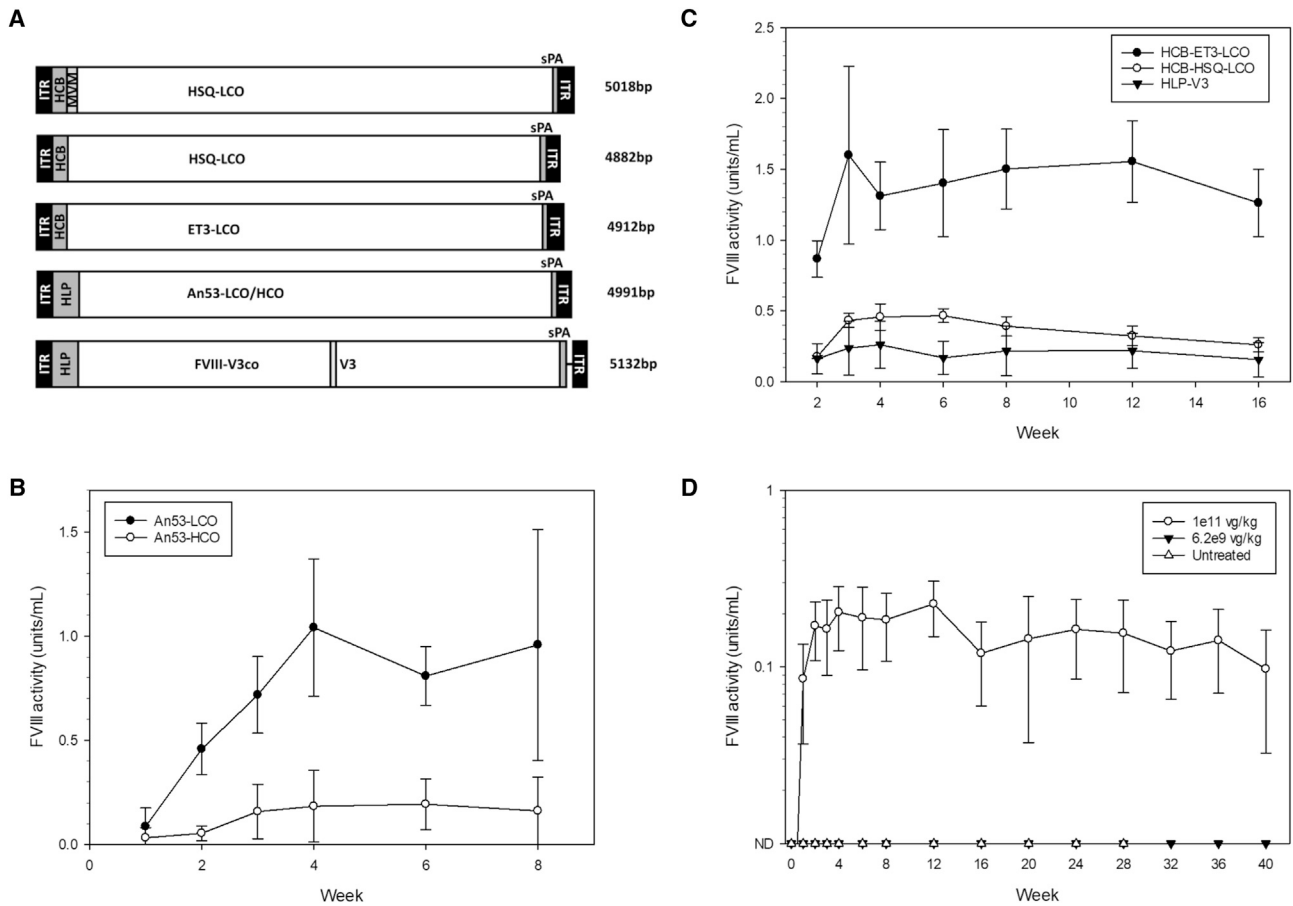 A
sPA
ITR HCB MVM HSQ-LCO ITR 5018bp
sPA
ITR HCB HSQ-LCO ITR 4882bp
sPA
ITR HCB ET3-LCO ITR 4912bp
sPA
ITR HLP An53-LCO/HCO ITR 4991bp
sPA
ITR HLP FVIII-V3co V3 ITR 5132bp
B
An53-LCO
An53-HCO
FVIII activity (units/mL)
1.5
1.0
0.5
0.0
0 2 4 6 8
Week
C
HCB-ET3-LCO
HCB-HSQ-LCO
HLP-V3
FVIII activity (units/mL)
2.5
2.0
1.5
1.0
0.5
0.0
2 4 6 8 10 12 14 16
Week
D
1e11 vg/kg
6.2e9 vg/kg
Untreated
FVIII activity (units/mL)
1
0.1
ND
0 4 8 12 16 20 24 28 32 36 40
Week